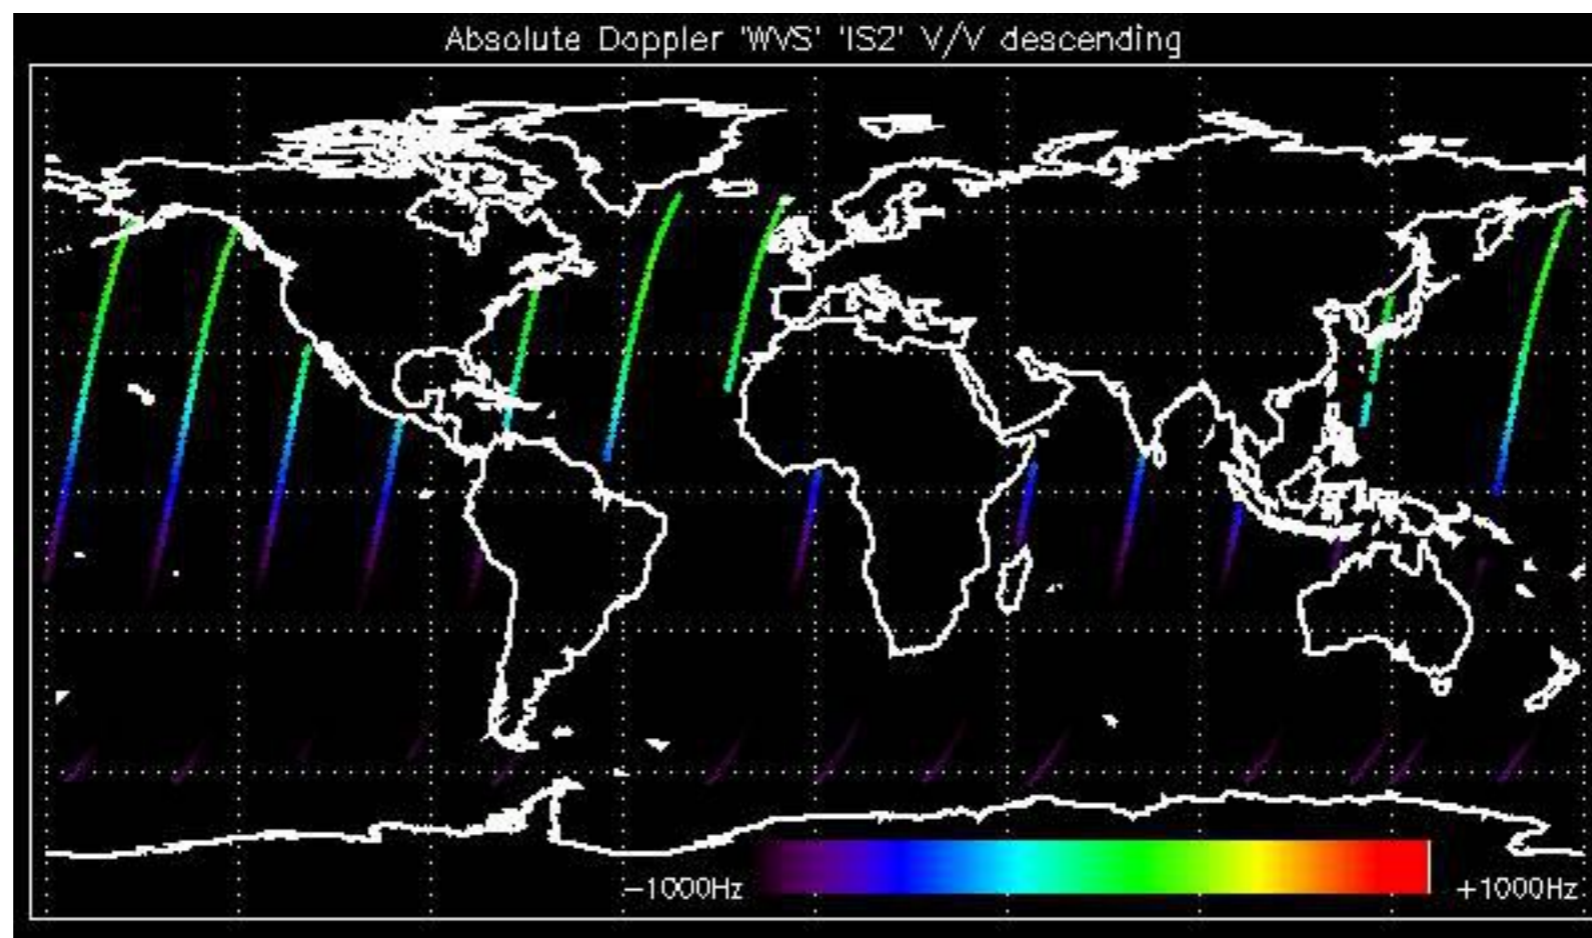 Absolute Doppler 'WVS' 'IS2' V/V descending
−1000Hz +1000Hz